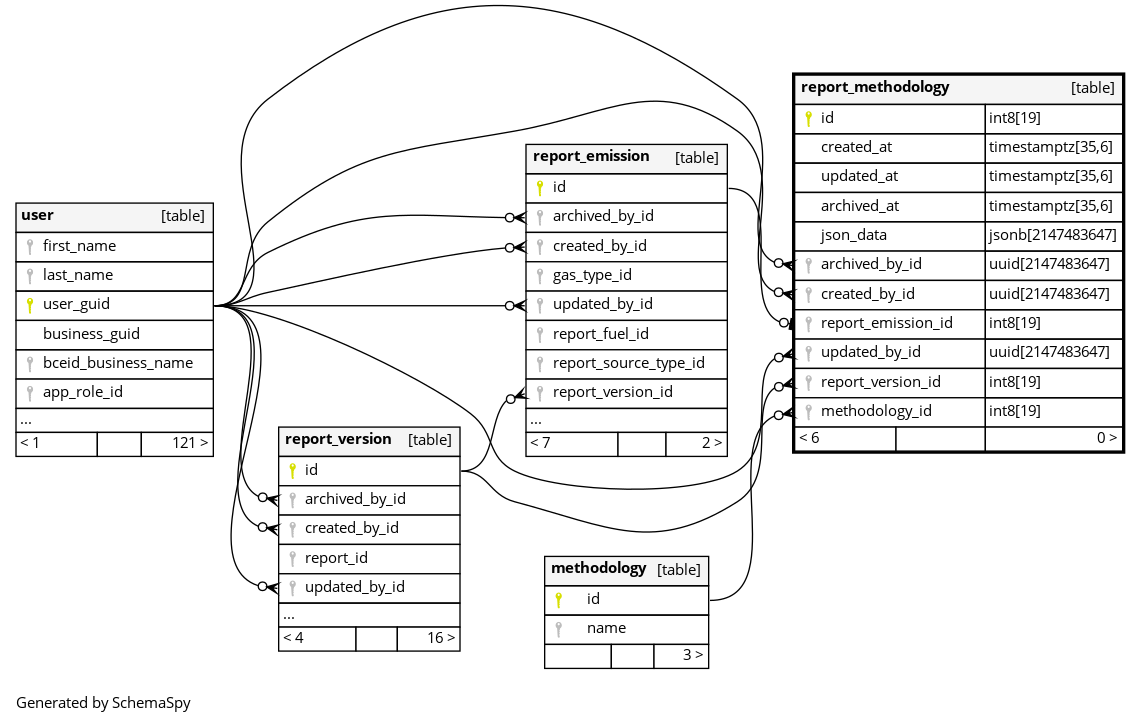 report_methodology [table]
id int8[19]
created_at timestamptz[35,6]
updated_at timestamptz[35,6]
archived_at timestamptz[35,6]
json_data jsonb[2147483647]
archived_by_id uuid[2147483647]
created_by_id uuid[2147483647]
report_emission_id int8[19]
updated_by_id uuid[2147483647]
report_version_id int8[19]
methodology_id int8[19]
< 6 0 >
report_emission [table]
id
archived_by_id
created_by_id
gas_type_id
updated_by_id
report_fuel_id
report_source_type_id
report_version_id
...
< 7 2 >
user [table]
first_name
last_name
user_guid
business_guid
bceid_business_name
app_role_id
...
< 1 121 >
report_version [table]
id
archived_by_id
created_by_id
report_id
updated_by_id
...
< 4 16 >
methodology [table]
id
name
3 >
Generated by SchemaSpy